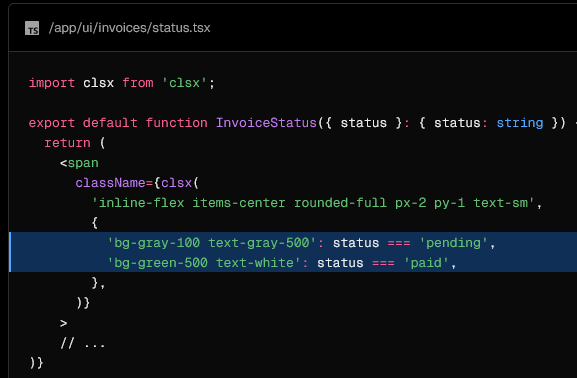 TS /app/ui/invoices/status.tsx
import clsx from 'clsx';
export default function InvoiceStatus({ status }: { status: string }) {
return (
<span
className={clsx(
'inline-flex items-center rounded-full px-2 py-1 text-sm',
{
'bg-gray-100 text-gray-500': status === 'pending',
'bg-green-500 text-white': status === 'paid',
},
)}
>
// ...
)}